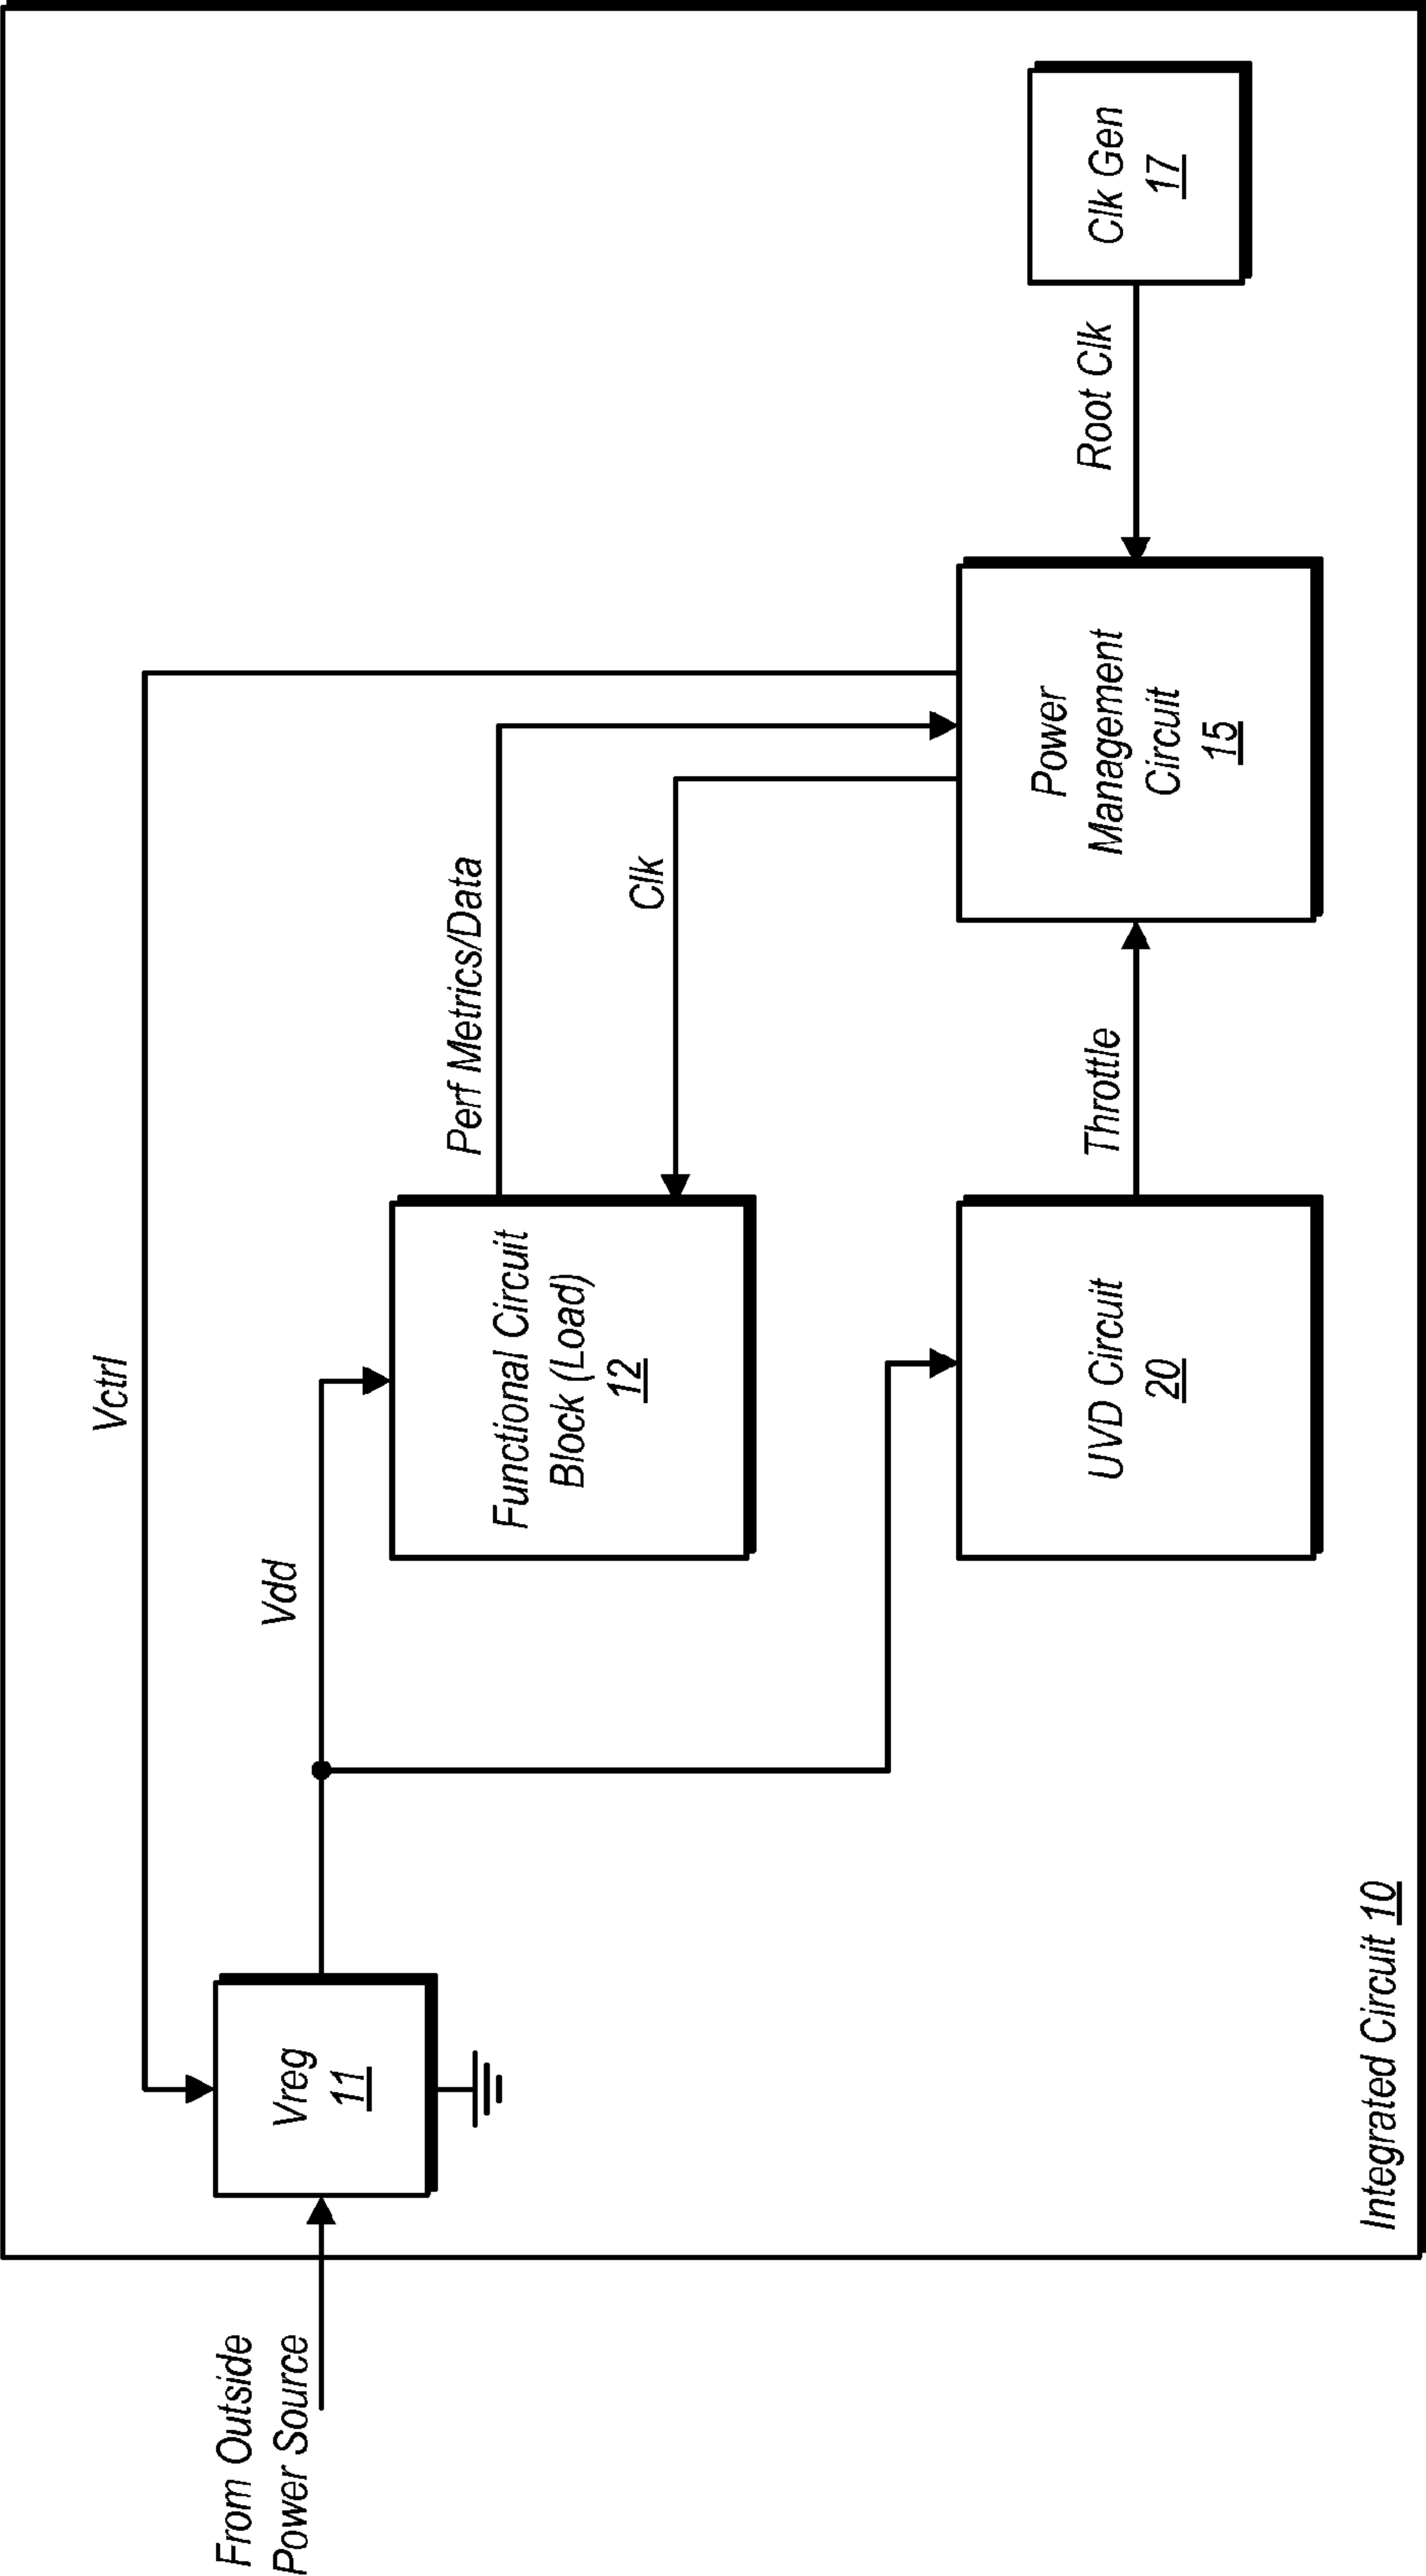 Vctrl
From Outside
Power Source
Vreg
11
Vdd
Functional Circuit
Block (Load)
12
Perf Metrics/Data
Clk
UVD Circuit
20
Throttle
Power
Management
Circuit
15
Root Clk
Clk Gen
17
Integrated Circuit 10